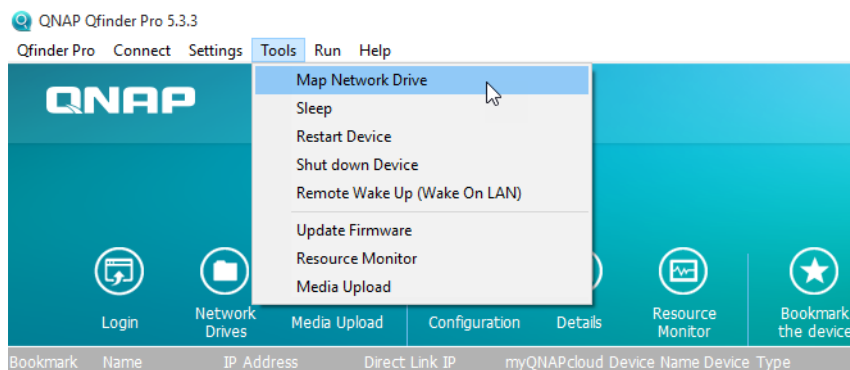 QNAP Qfinder Pro 5.3.3
Qfinder Pro Connect Settings Tools Run Help
QNAP
Map Network Drive
Sleep
Restart Device
Shut down Device
Remote Wake Up (Wake On LAN)
Update Firmware
Resource Monitor
Media Upload
Login
Network
Drives
Media Upload
Configuration
Details
Resource
Monitor
Bookmark
the device
Bookmark Name IP Address Direct Link IP myQNAPcloud Device Name Device Type